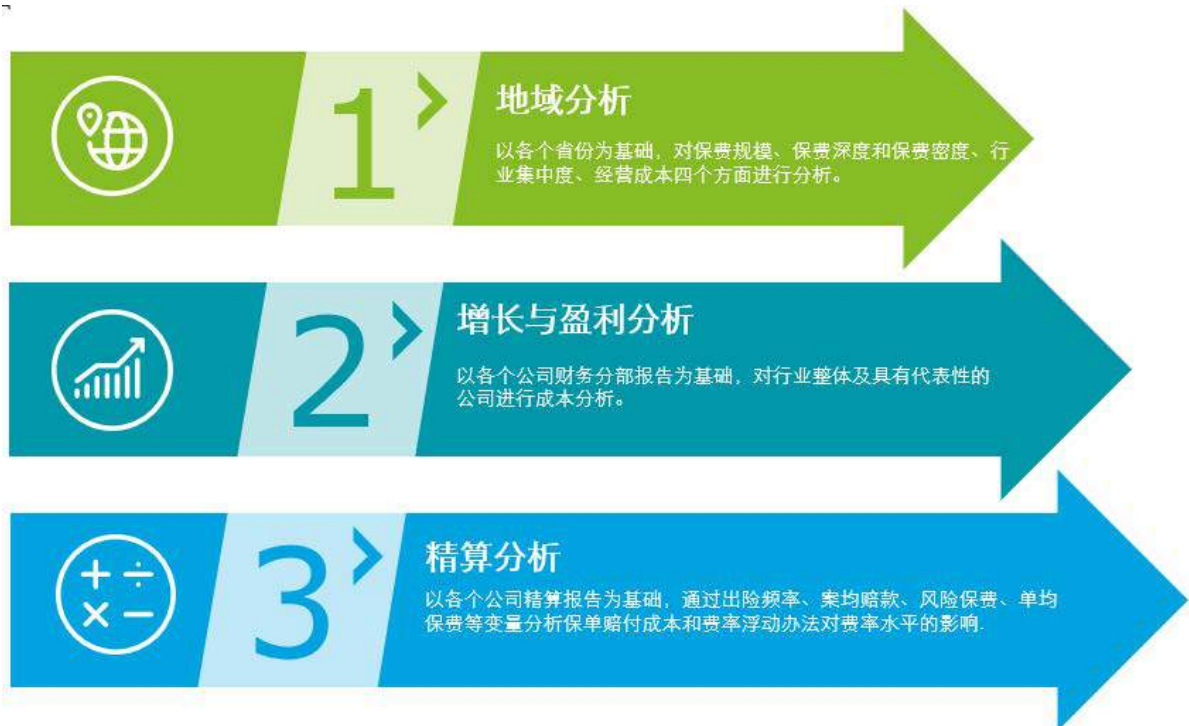 1
地域分析
以各个省份为基础，对保费规模、保费深度和保费密度、行
业集中度、经营成本四个方面进行分析。
2
增长与盈利分析
以各个公司财务分部报告为基础，对行业整体及具有代表性的
公司进行成本分析。
3
精算分析
以各个公司精算报告为基础，通过出险频率、案均赔款、风险保费、单均
保费等变量分析保单赔付成本和费率浮动办法对费率水平的影响.